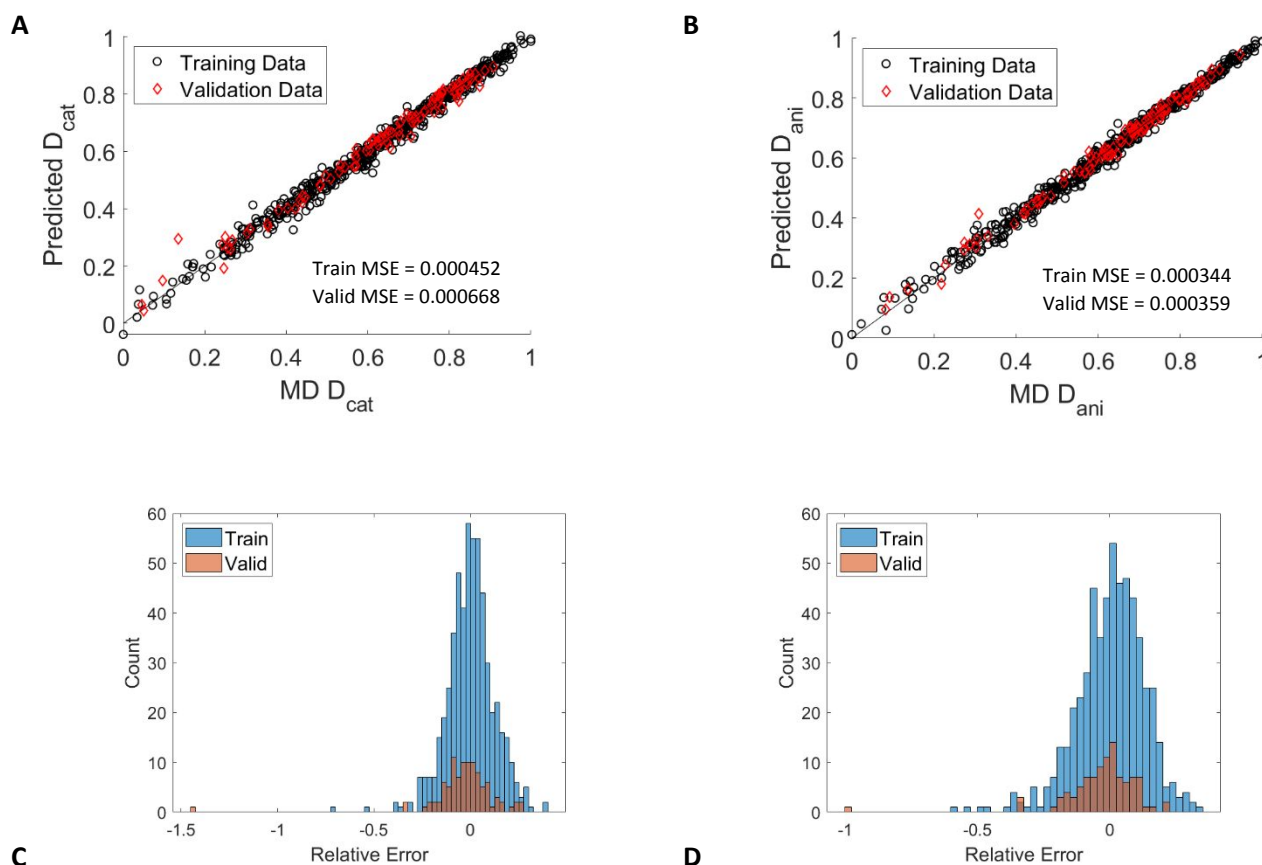 A
B
1
0.8
0.6
0.4
0.2
0
Training Data
Validation Data
Train MSE = 0.000452
Valid MSE = 0.000668
0 0.2 0.4 0.6 0.8 1
Predicted D_cat
MD D_cat
1
0.8
0.6
0.4
0.2
0
Training Data
Validation Data
Train MSE = 0.000344
Valid MSE = 0.000359
0 0.2 0.4 0.6 0.8 1
Predicted D_ani
MD D_ani
60
50
40
30
20
10
0
Train
Valid
-1.5 -1 -0.5 0
Count
Relative Error
60
50
40
30
20
10
0
Train
Valid
-1 -0.5 0
Count
Relative Error
C
D